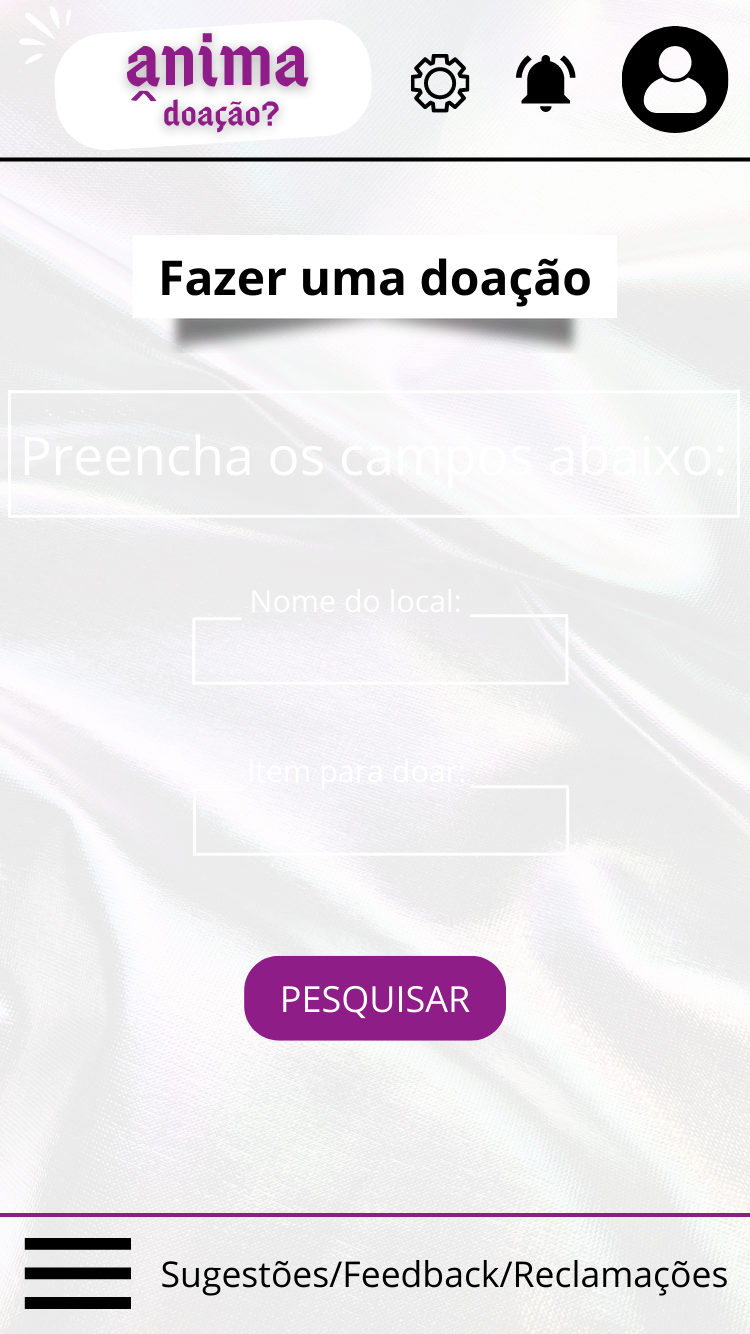 anima
doação?
Fazer uma doação
Preencha os campos abaixo:
Nome do local:
Item para doar:
PESQUISAR
Sugestões/Feedback/Reclamações